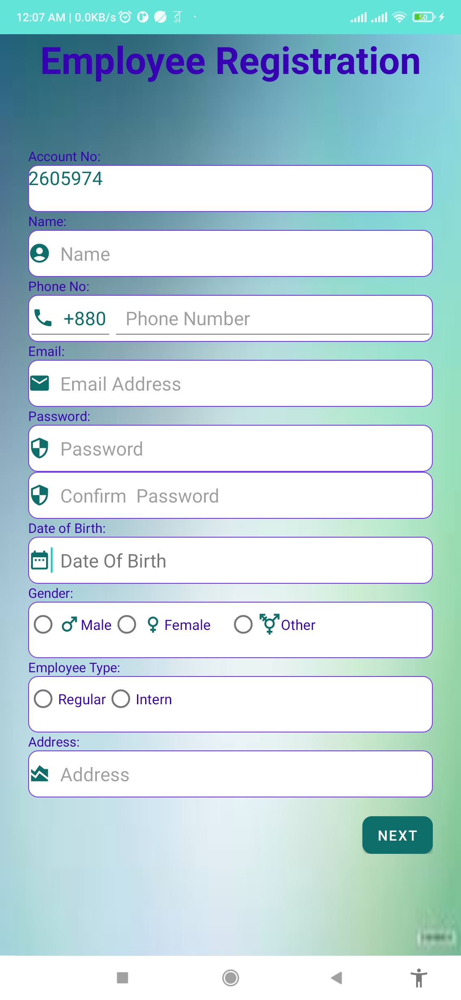 12:07 AM | 0.0KB/s র্ব
50
Employee Registration
Account No:
2605974
Name:
Name
Phone No:
+880 Phone Number
Email:
Email Address
Password:
Password
Confirm Password
Date of Birth:
Date Of Birth
Gender:
Male Female Other
Employee Type:
Regular Intern
Address:
Address
NEXT